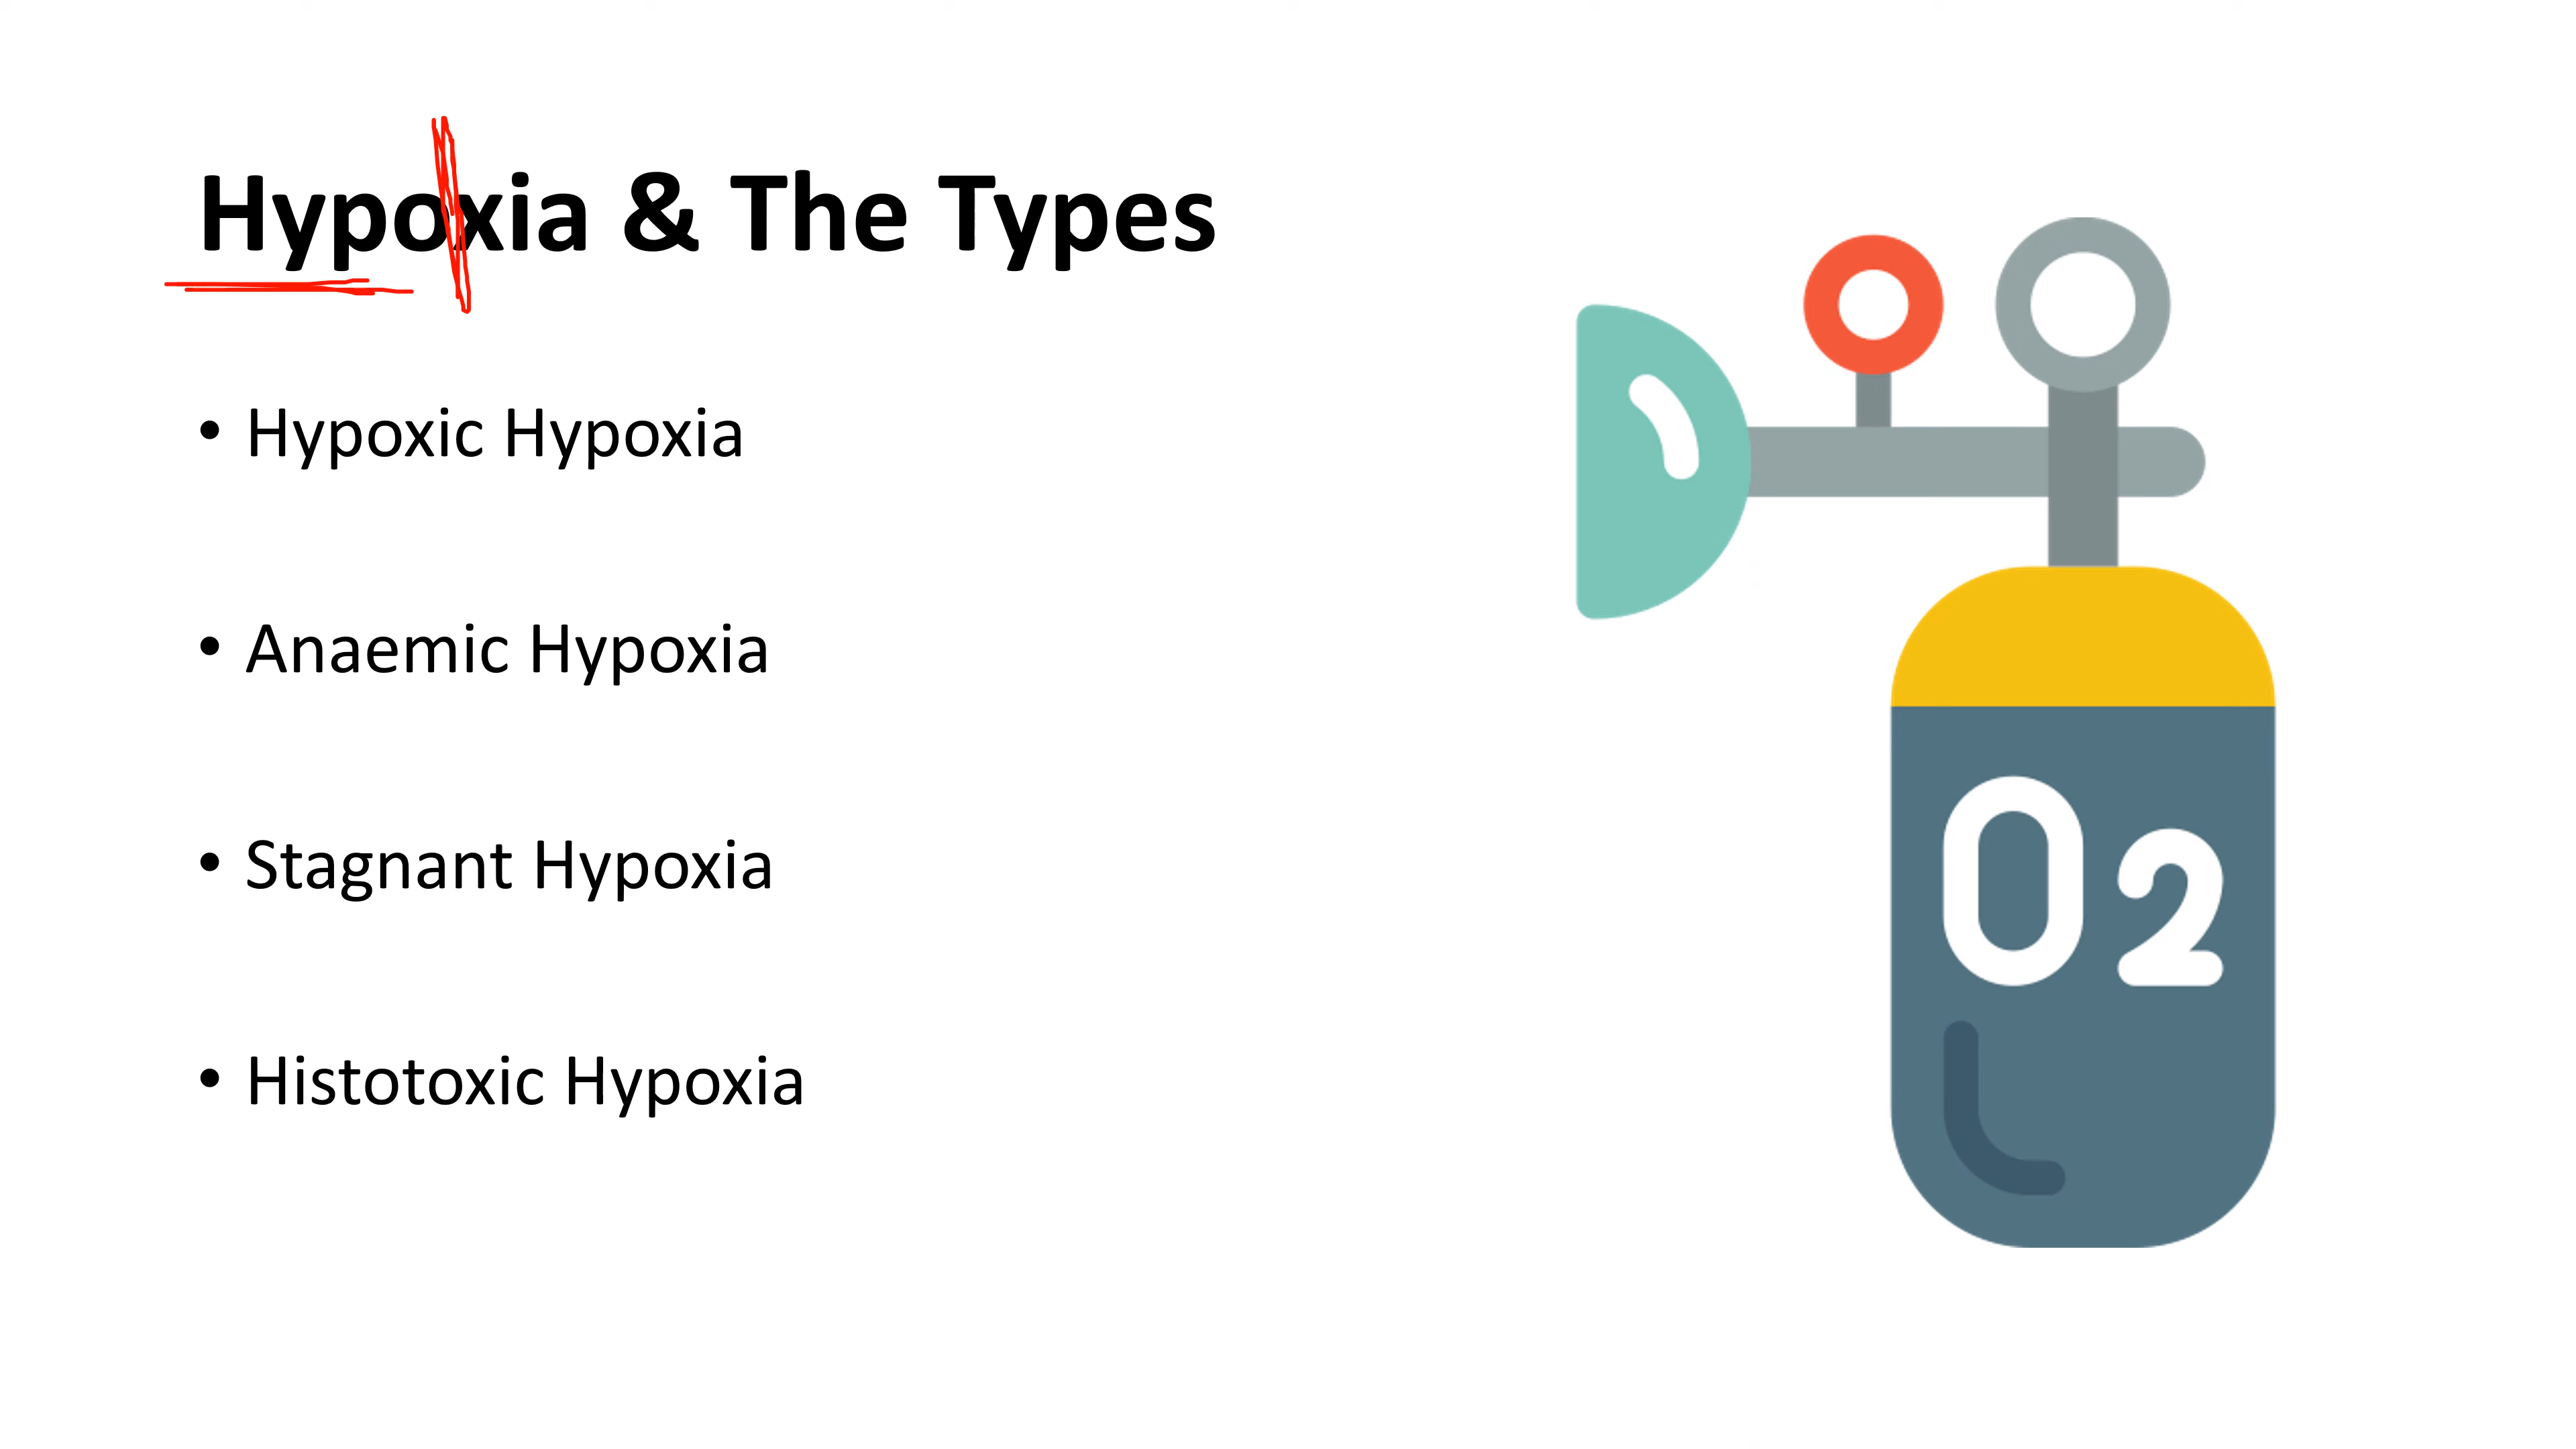 Hypoxia & The Types
• Hypoxic Hypoxia
• Anaemic Hypoxia
• Stagnant Hypoxia
• Histotoxic Hypoxia
O2